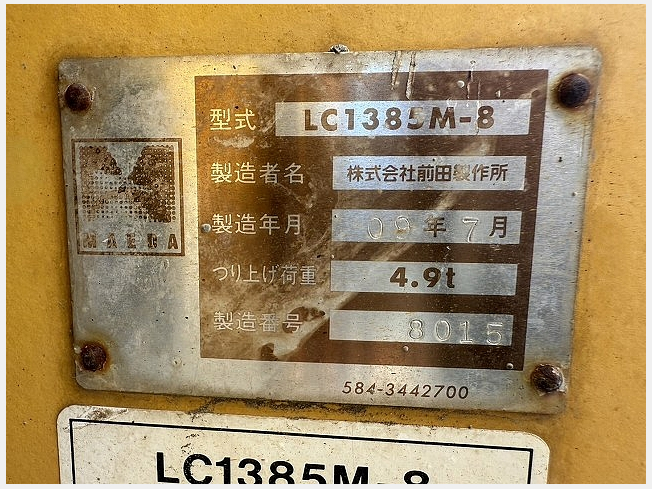 型式 LC1385M-8
製造者名 株式会社前田製作所
MAEDA
製造年月 09年7月
つり上げ荷重 4.9t
製造番号 8015
584-3442700
LC1385M-8